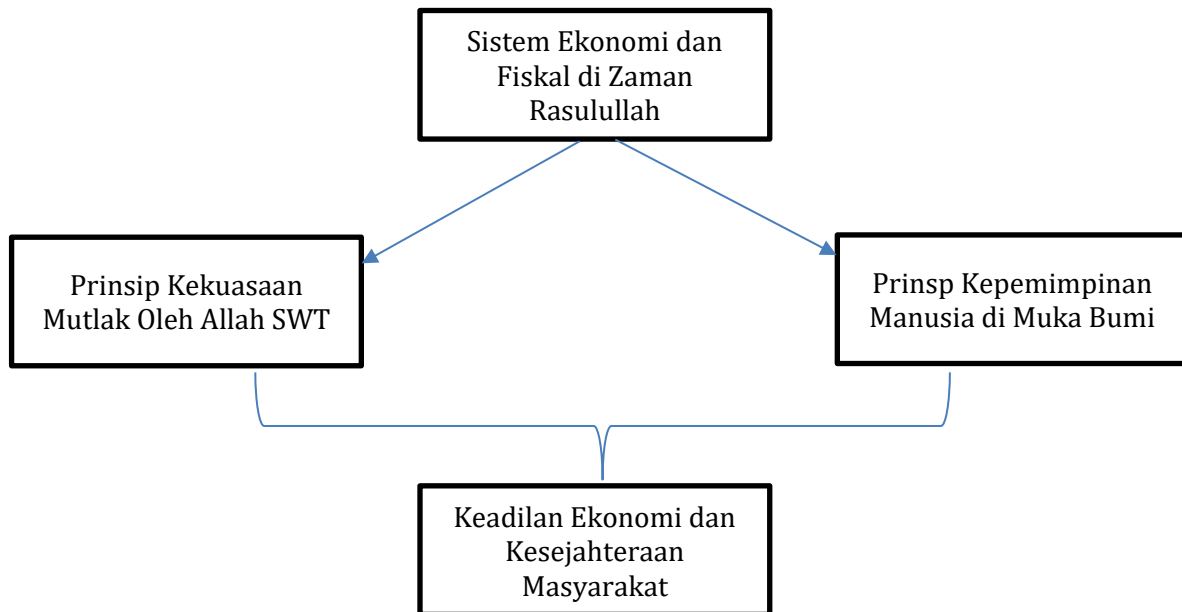 Sistem Ekonomi dan
Fiskal di Zaman
Rasulullah
Prinsip Kekuasaan
Mutlak Oleh Allah SWT
Prinsp Kepemimpinan
Manusia di Muka Bumi
Keadilan Ekonomi dan
Kesejahteraan
Masyarakat